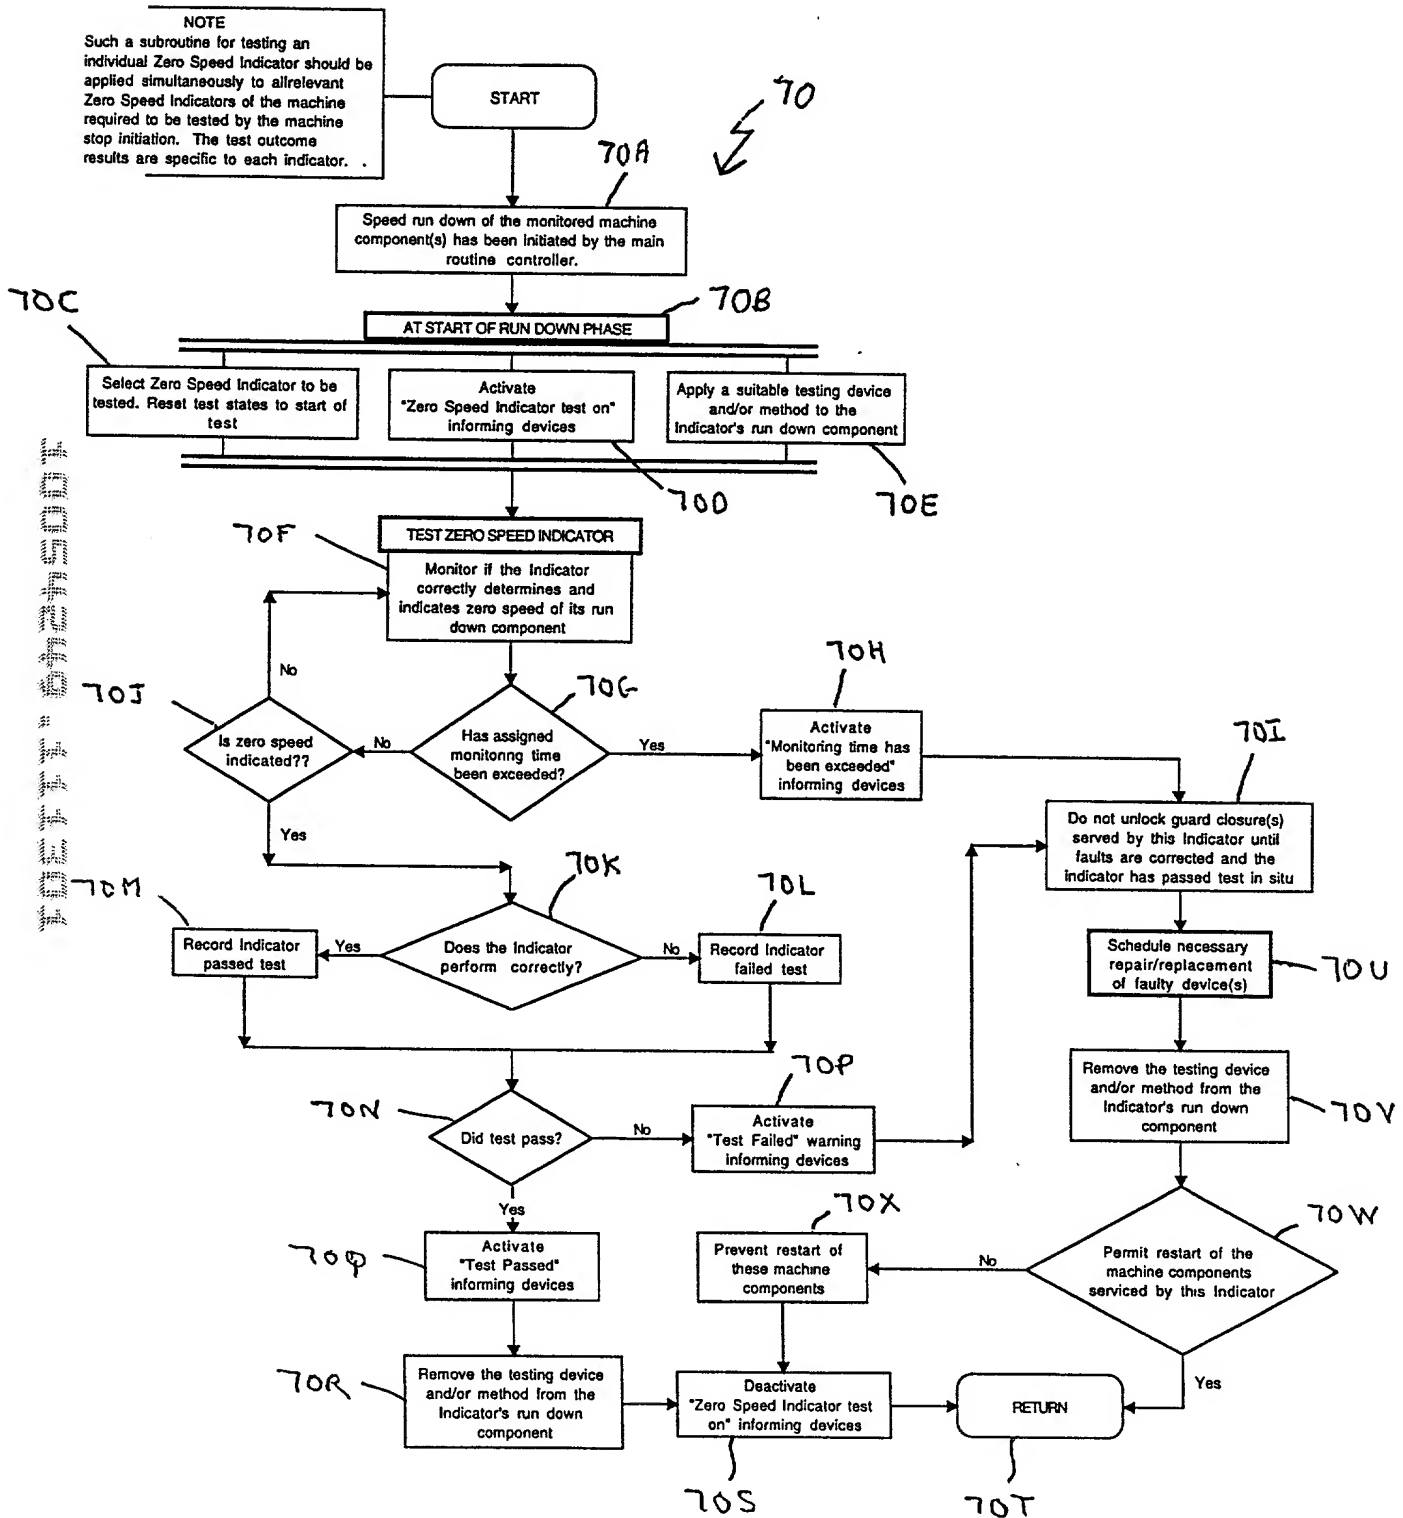 NOTE
Such a subroutine for testing an
individual Zero Speed Indicator should be
applied simultaneously to allrelevant
Zero Speed Indicators of the machine
required to be tested by the machine
stop initiation. The test outcome
results are specific to each indicator.
START
70
70A
Speed run down of the monitored machine
component(s) has been initiated by the main
routine controller.
70B
AT START OF RUN DOWN PHASE
70C
Select Zero Speed Indicator to be
tested. Reset test states to start of
test
Activate
"Zero Speed Indicator test on"
informing devices
Apply a suitable testing device
and/or method to the
Indicator's run down component
70D
70E
70F
TEST ZERO SPEED INDICATOR
Monitor if the Indicator
correctly determines and
indicates zero speed of its run
down component
No
70J
Is zero speed
indicated??
No
70G
Has assigned
monitoring time
been exceeded?
Yes
70H
Activate
"Monitoring time has
been exceeded"
informing devices
70I
Do not unlock guard closure(s)
served by this Indicator until
faults are corrected and the
indicator has passed test in situ
Yes
70M
Record Indicator
passed test
Yes
70K
Does the Indicator
perform correctly?
No
70L
Record Indicator
failed test
Schedule necessary
repair/replacement
of faulty device(s)
70U
70N
Did test pass?
No
70P
Activate
"Test Failed" warning
informing devices
Remove the testing device
and/or method from the
Indicator's run down
component
70V
Yes
70Q
Activate
"Test Passed"
informing devices
70X
Prevent restart of
these machine
components
No
70W
Permit restart of the
machine components
serviced by this Indicator
Yes
70R
Remove the testing device
and/or method from the
Indicator's run down
component
Deactivate
"Zero Speed Indicator test
on" informing devices
70S
RETURN
70T